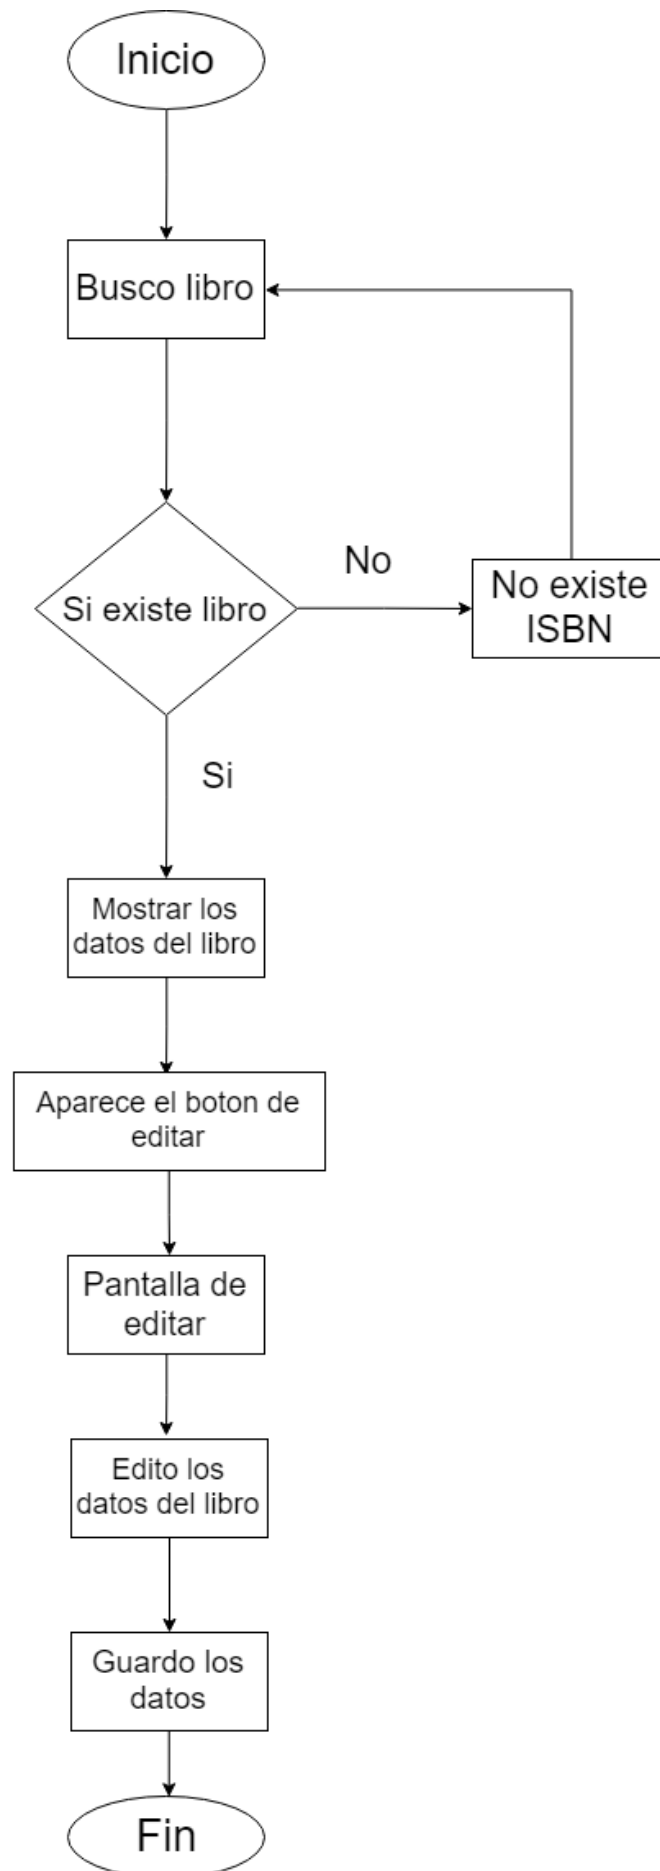 Inicio
Busco libro
Si existe libro
No
No existe
ISBN
Si
Mostrar los
datos del libro
Aparece el boton de
editar
Pantalla de
editar
Edito los
datos del libro
Guardo los
datos
Fin